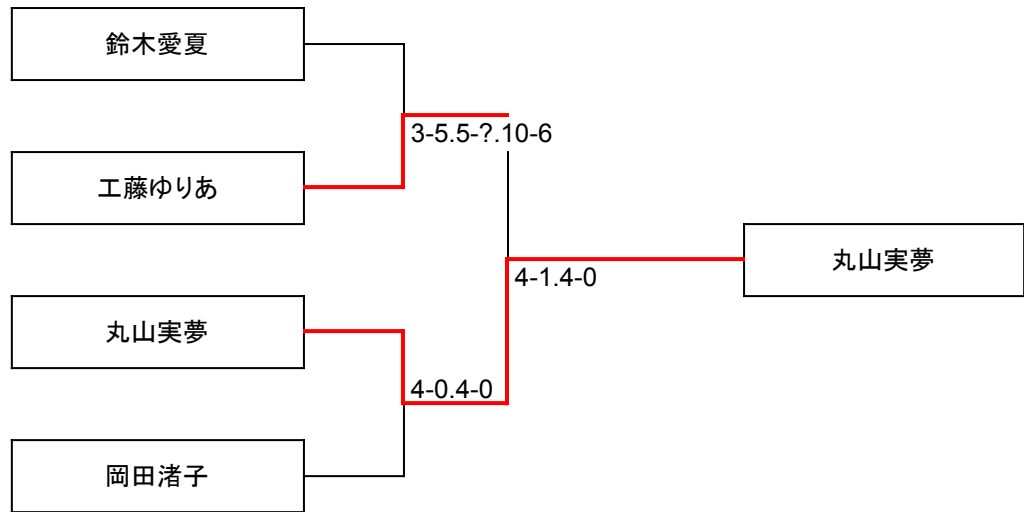 鈴木愛夏
3-5.5-?.10-6
工藤ゆりあ
丸山実夢
4-1.4-0
丸山実夢
4-0.4-0
岡田渚子